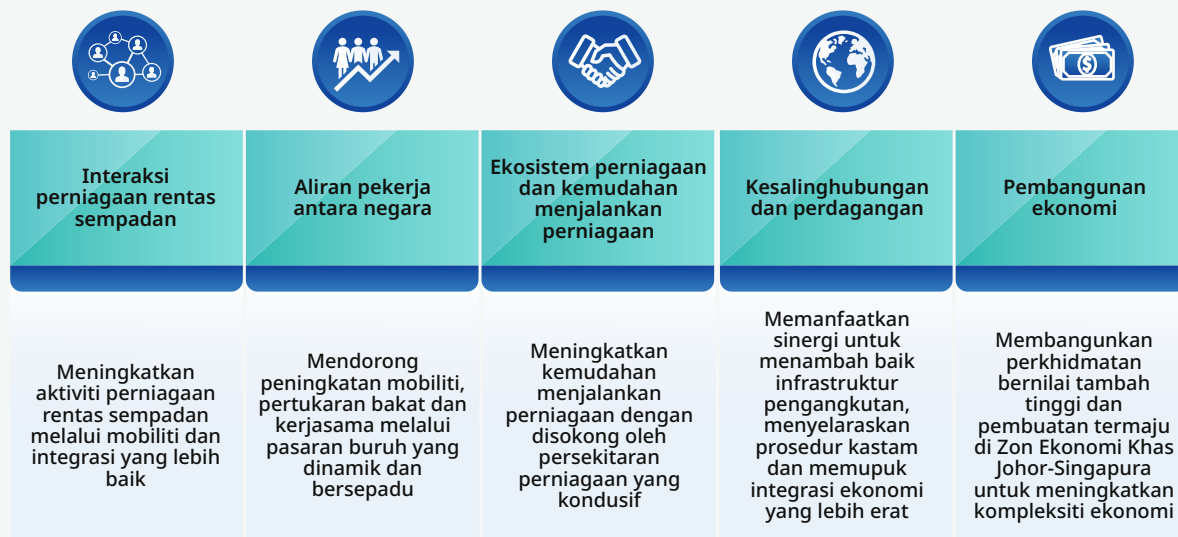 Interaksi
perniagaan rentas
sempadan
Aliran pekerja
antara negara
Ekosistem perniagaan
dan kemudahan
menjalankan
perniagaan
Kesalinghubungan
dan perdagangan
Pembangunan
ekonomi
Meningkatkan
aktiviti perniagaan
rentas sempadan
melalui mobiliti dan
integrasi yang lebih
baik
Mendorong
peningkatan mobiliti,
pertukaran bakat dan
kerjasama melalui
pasaran buruh yang
dinamik dan
bersepadu
Meningkatkan
kemudahan
menjalankan
perniagaan dengan
disokong oleh
persekitaran
perniagaan yang
kondusif
Memanfaatkan
sinergi untuk
menambah baik
infrastruktur
pengangkutan,
menyelaraskan
prosedur kastam
dan memupuk
integrasi ekonomi
yang lebih erat
Membangunkan
perkhidmatan
bernilai tambah
tinggi dan
pembuatan termaju
di Zon Ekonomi Khas
Johor-Singapura
untuk meningkatkan
kompleksiti ekonomi